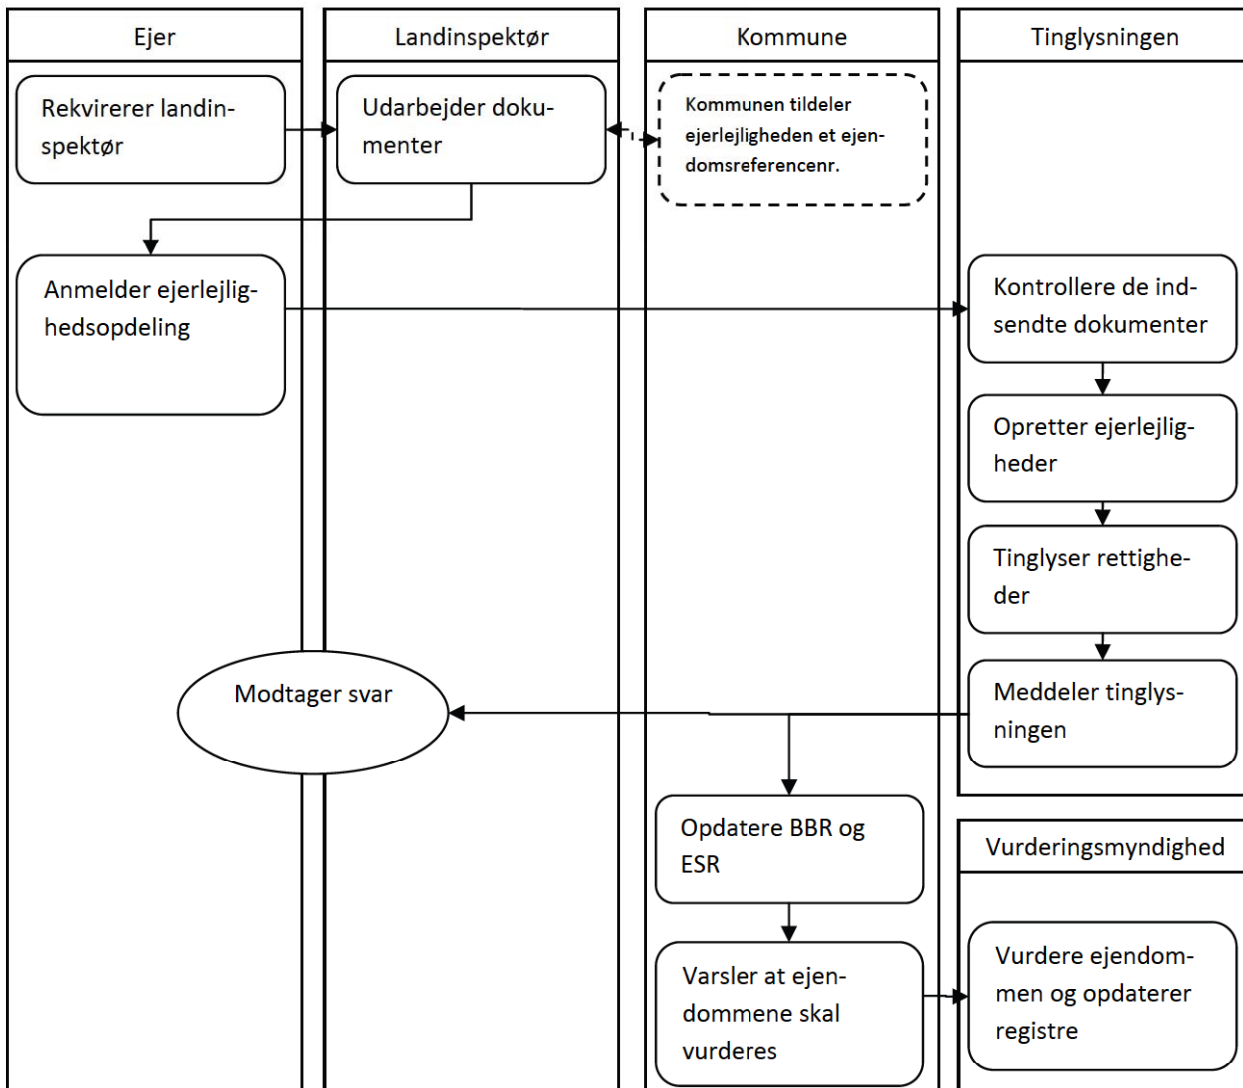 Ejer
Landinspektør
Kommune
Tinglysningen
Rekvirerer landin-
spektør
Udarbejder doku-
menter
Kommunen tildeler
ejerlejligheden et ejen-
domsreferencenr.
Anmelder ejerlejlig-
hedsopdeling
Kontrollere de ind-
sendte dokumenter
Opretter ejerlejlig-
heder
Tinglyser rettighe-
der
Meddeler tinglys-
ningen
Modtager svar
Opdatere BBR og
ESR
Varsler at ejen-
dommene skal
vurderes
Vurderingsmyndighed
Vurdere ejendom-
men og opdaterer
registre